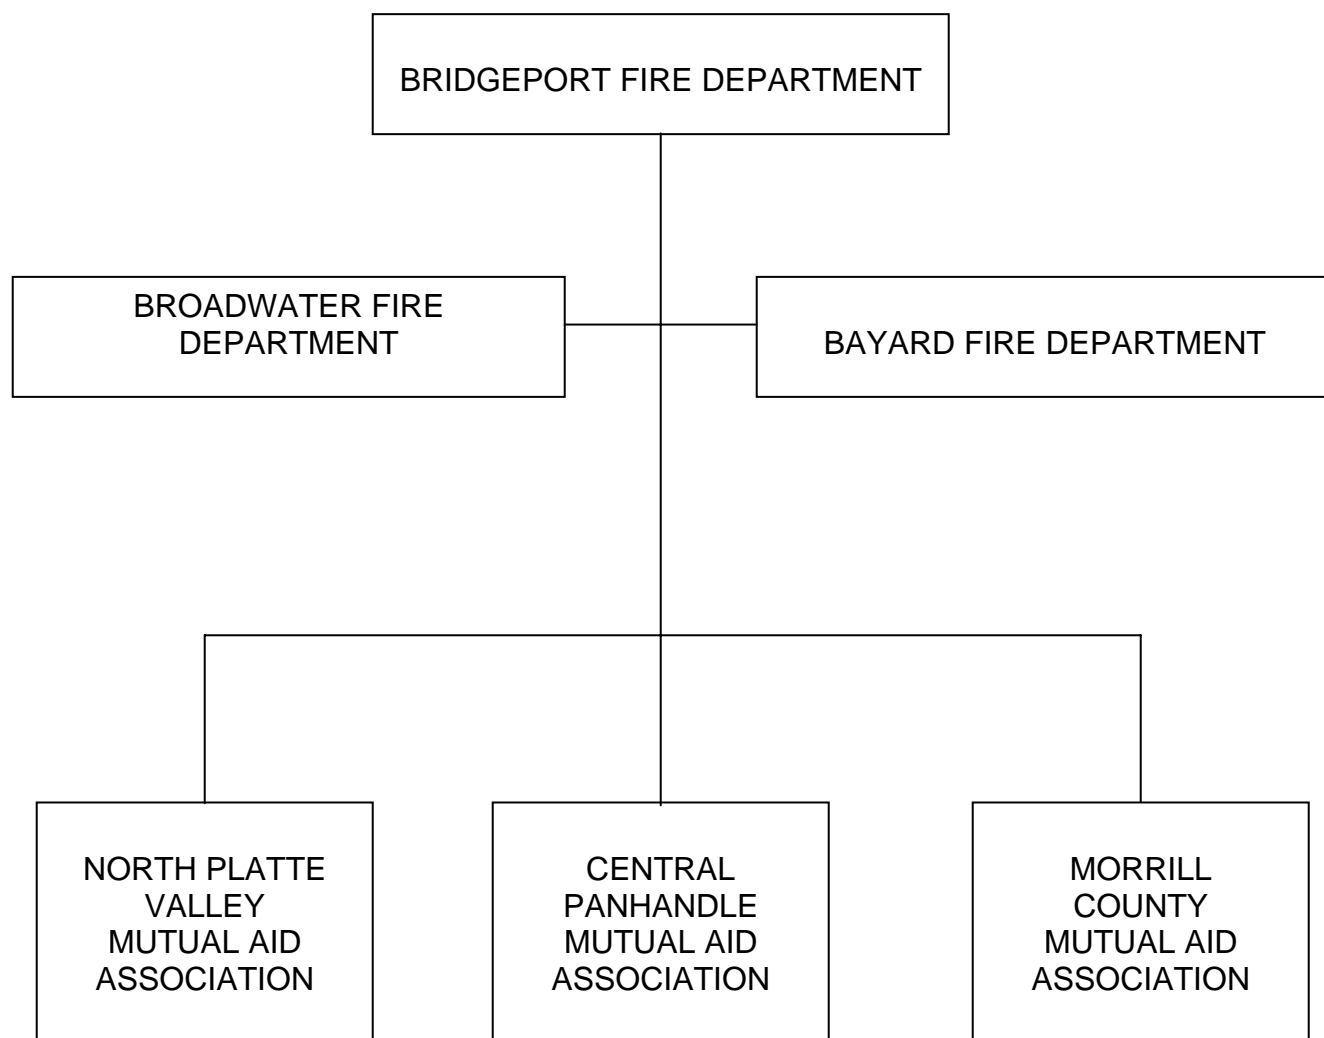 BRIDGEPORT FIRE DEPARTMENT
BROADWATER FIRE
DEPARTMENT
BAYARD FIRE DEPARTMENT
NORTH PLATTE
VALLEY
MUTUAL AID
ASSOCIATION
CENTRAL
PANHANDLE
MUTUAL AID
ASSOCIATION
MORRILL
COUNTY
MUTUAL AID
ASSOCIATION